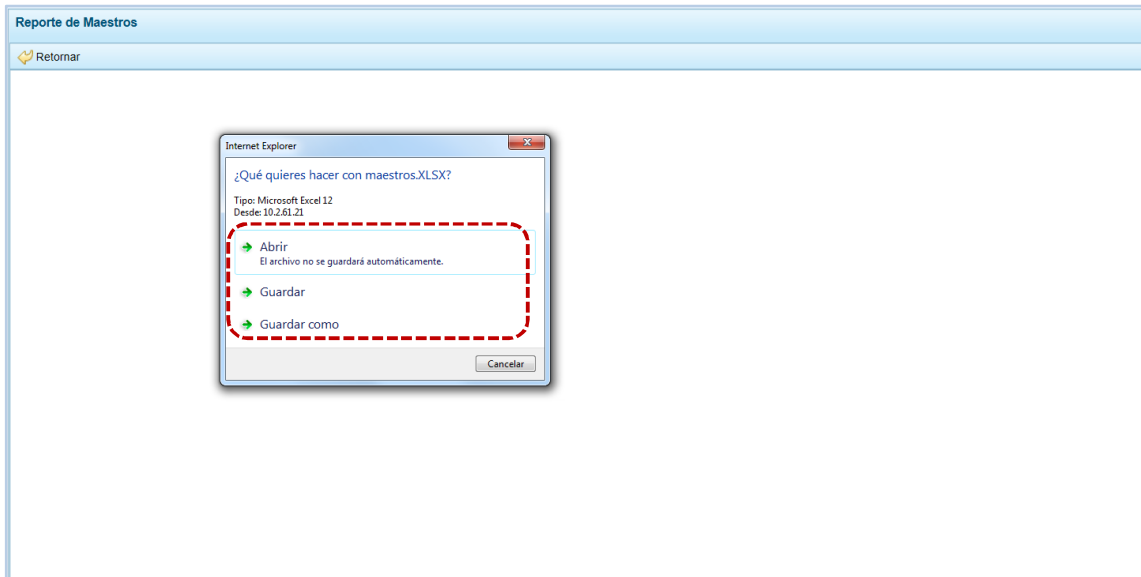 Reporte de Maestros
Retornar
Internet Explorer
¿Qué quieres hacer con maestros.XLSX?
Tipo: Microsoft Excel 12
Desde: 10.2.61.21
Abrir
El archivo no se guardará automáticamente.
Guardar
Guardar como
Cancelar